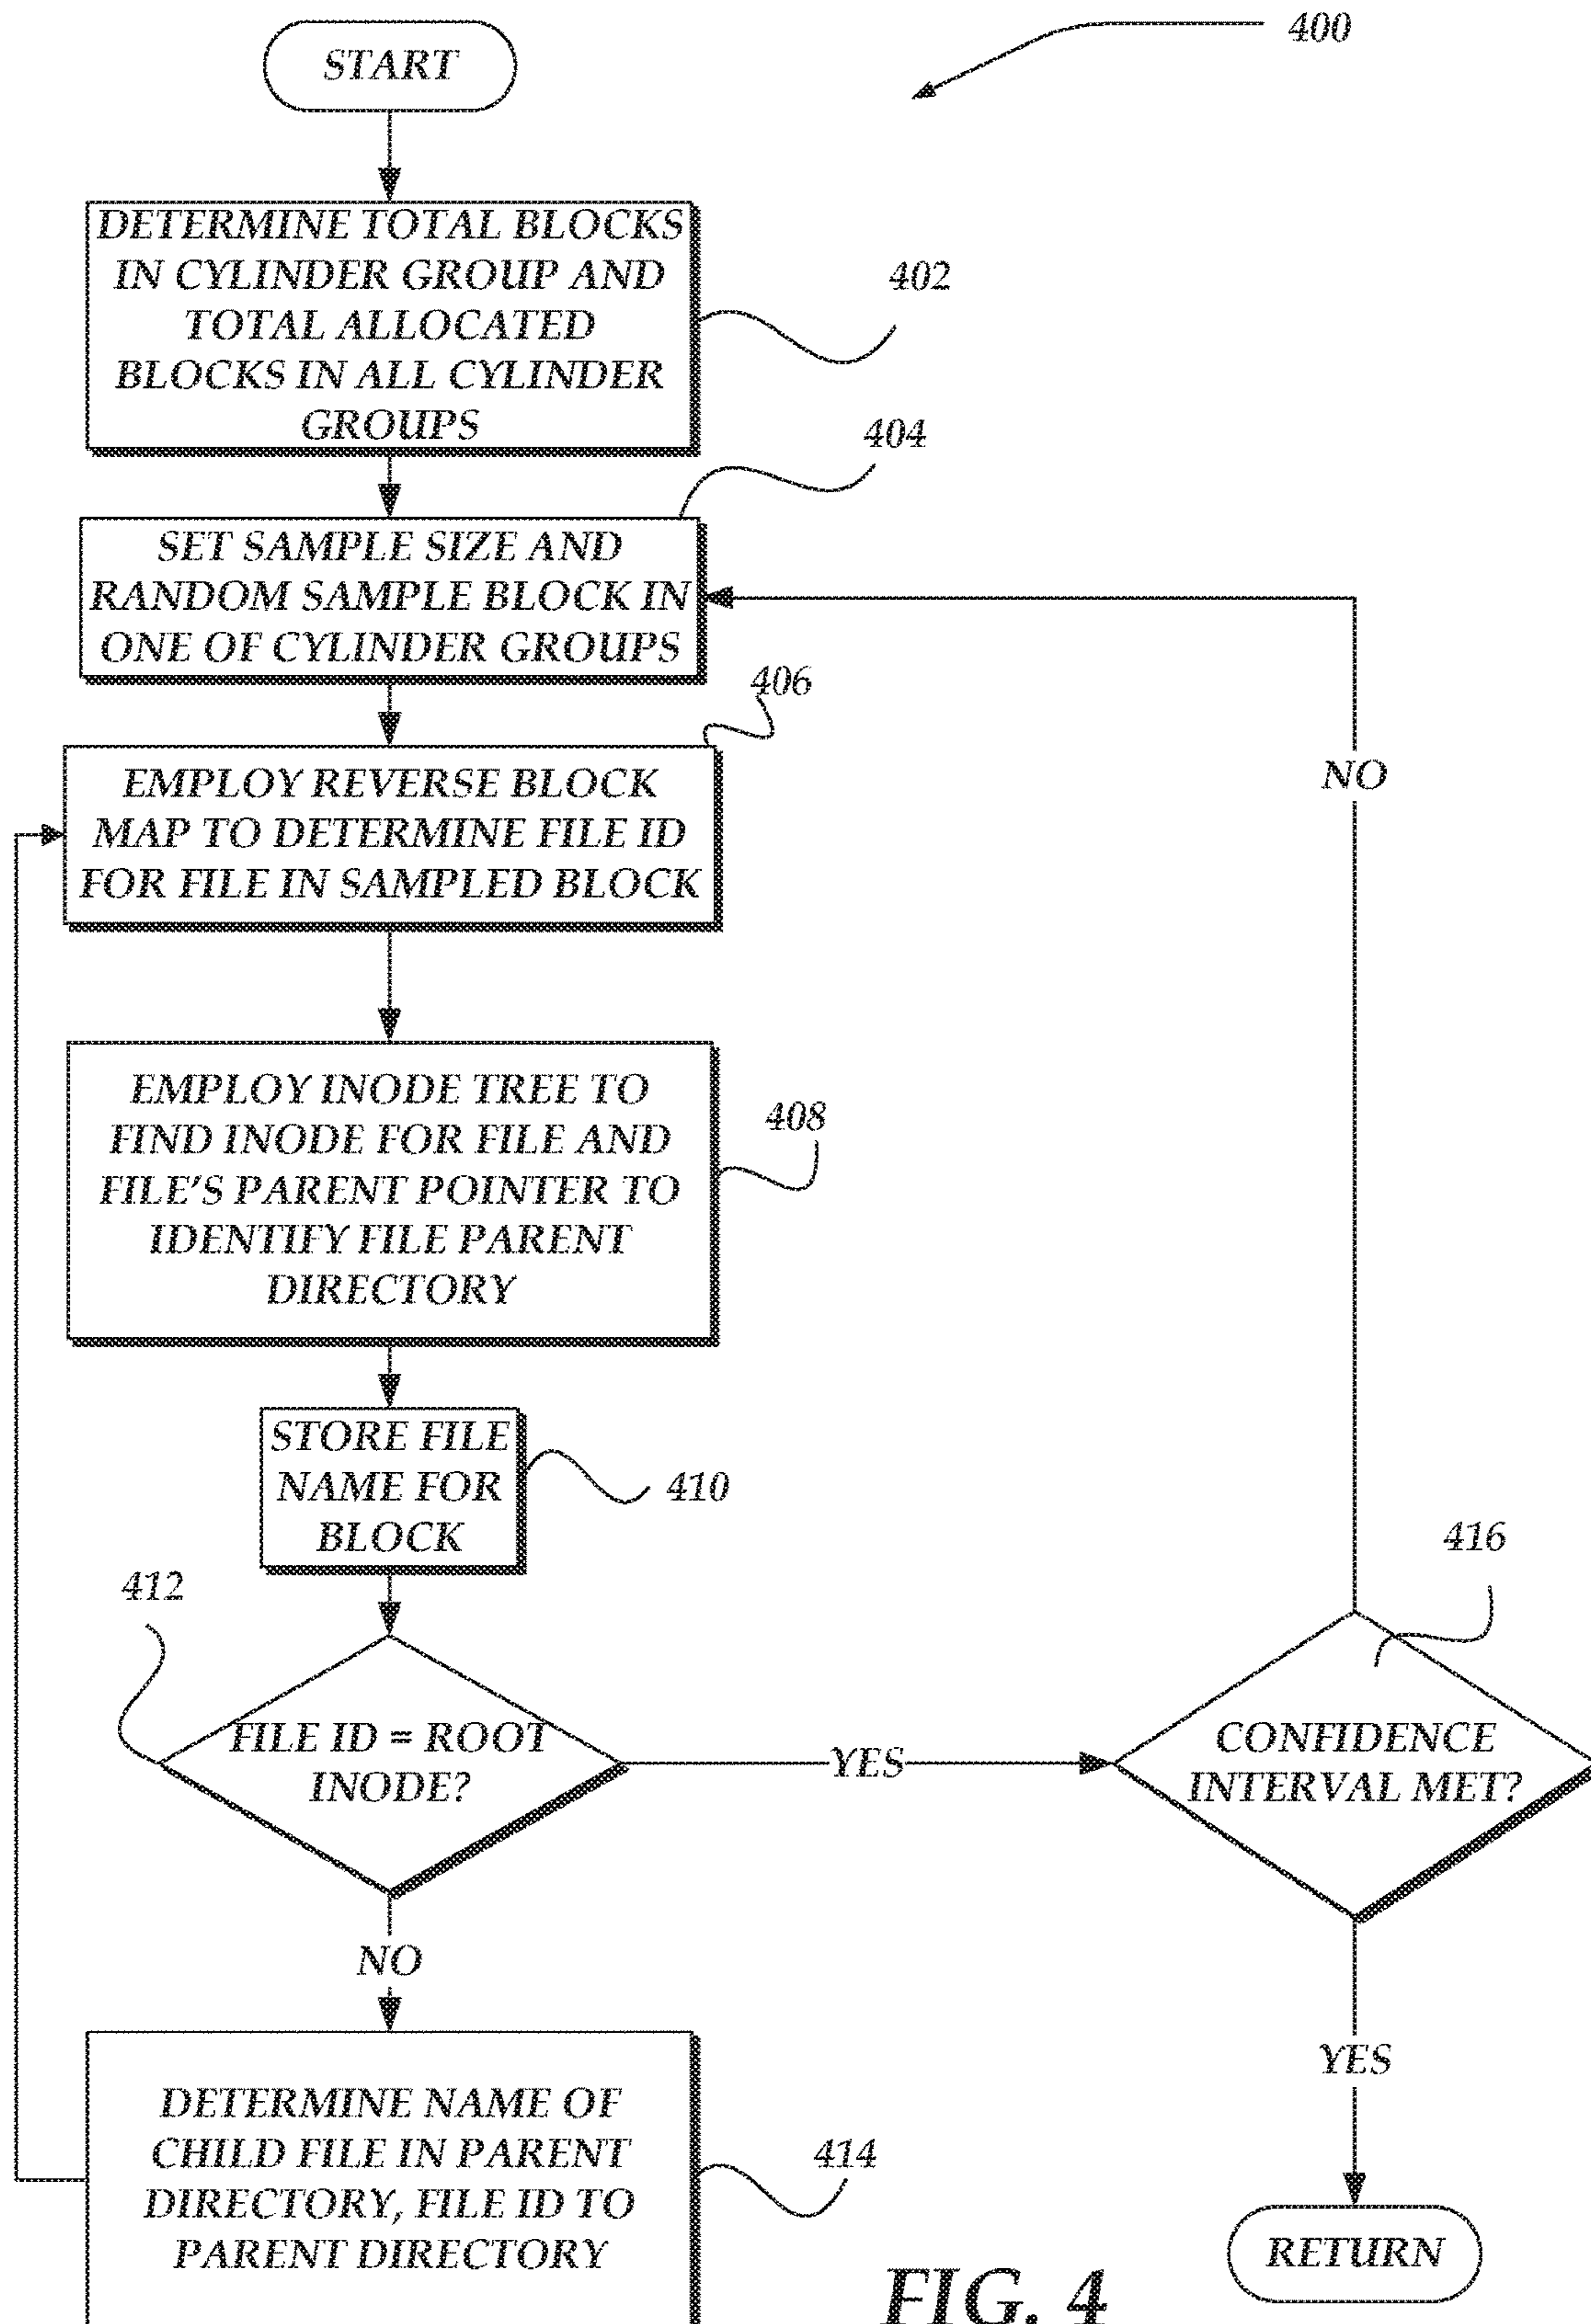 START
400
DETERMINE TOTAL BLOCKS
IN CYLINDER GROUP AND
TOTAL ALLOCATED
BLOCKS IN ALL CYLINDER
GROUPS
402
404
SET SAMPLE SIZE AND
RANDOM SAMPLE BLOCK IN
ONE OF CYLINDER GROUPS
406
EMPLOY REVERSE BLOCK
MAP TO DETERMINE FILE ID
FOR FILE IN SAMPLED BLOCK
NO
EMPLOY INODE TREE TO
FIND INODE FOR FILE AND
FILE'S PARENT POINTER TO
IDENTIFY FILE PARENT
DIRECTORY
408
STORE FILE
NAME FOR
BLOCK
410
412
FILE ID = ROOT
INODE?
YES
416
CONFIDENCE
INTERVAL MET?
NO
YES
DETERMINE NAME OF
CHILD FILE IN PARENT
DIRECTORY, FILE ID TO
PARENT DIRECTORY
414
RETURN
FIG. 4